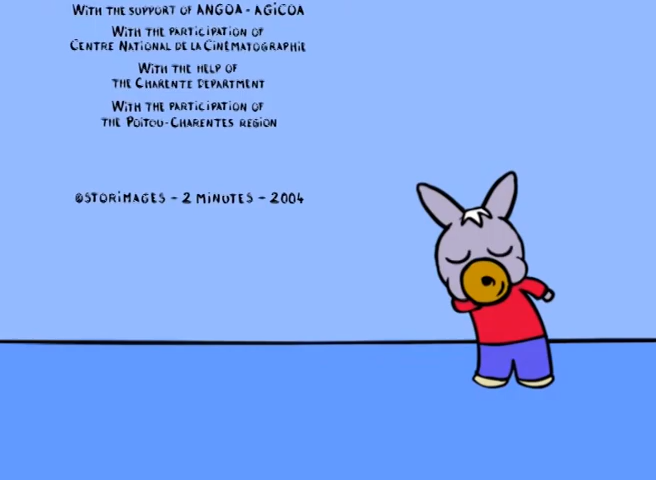 WITH THE SUPPORT OF ANGOA - AGICOA
WITH THE PARTICIPATION OF
CENTRE NATIONAL DE LA CINÉMATOGRAPHIE
WITH THE HELP OF
THE CHARENTE DEPARTMENT
WITH THE PARTICIPATION OF
THE POITOU-CHARENTES REGION
©STORIMAGES - 2 MINUTES - 2004